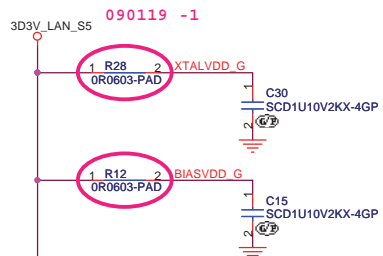 090119 -1
3D3V_LAN_S5
1 R28 2 XTALVDD_G
0R0603-PAD
1
C30
SCD1U10V2KX-4GP
2
G/P
1 R12 2 BIASVDD_G
0R0603-PAD
1
C15
SCD1U10V2KX-4GP
2
G/P